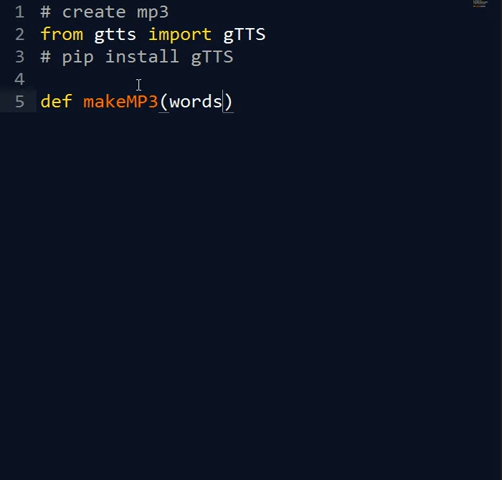 1 # create mp3
2 from gtts import gTTS
3 # pip install gTTS
4
5 def makeMP3(words)